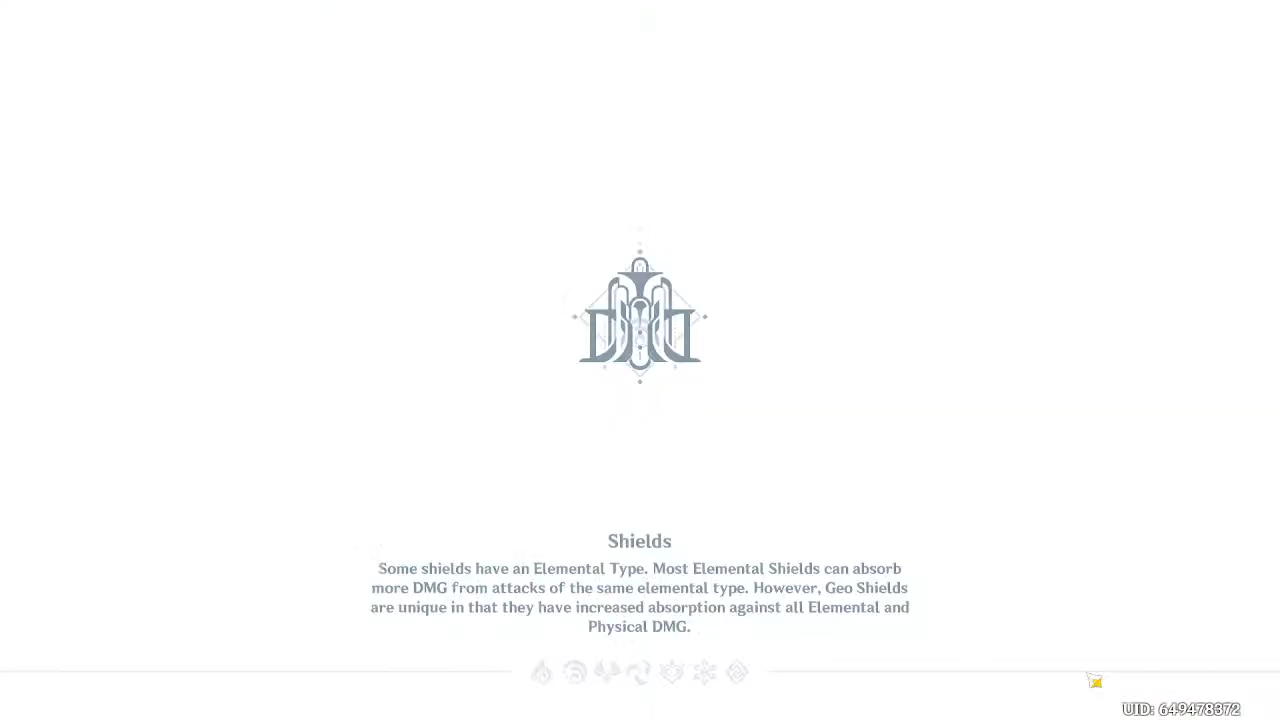 Shields
Some shields have an Elemental Type. Most Elemental Shields can absorb
more DMG from attacks of the same elemental type. However, Geo Shields
are unique in that they have increased absorption against all Elemental and
Physical DMG.
UID: 649478372